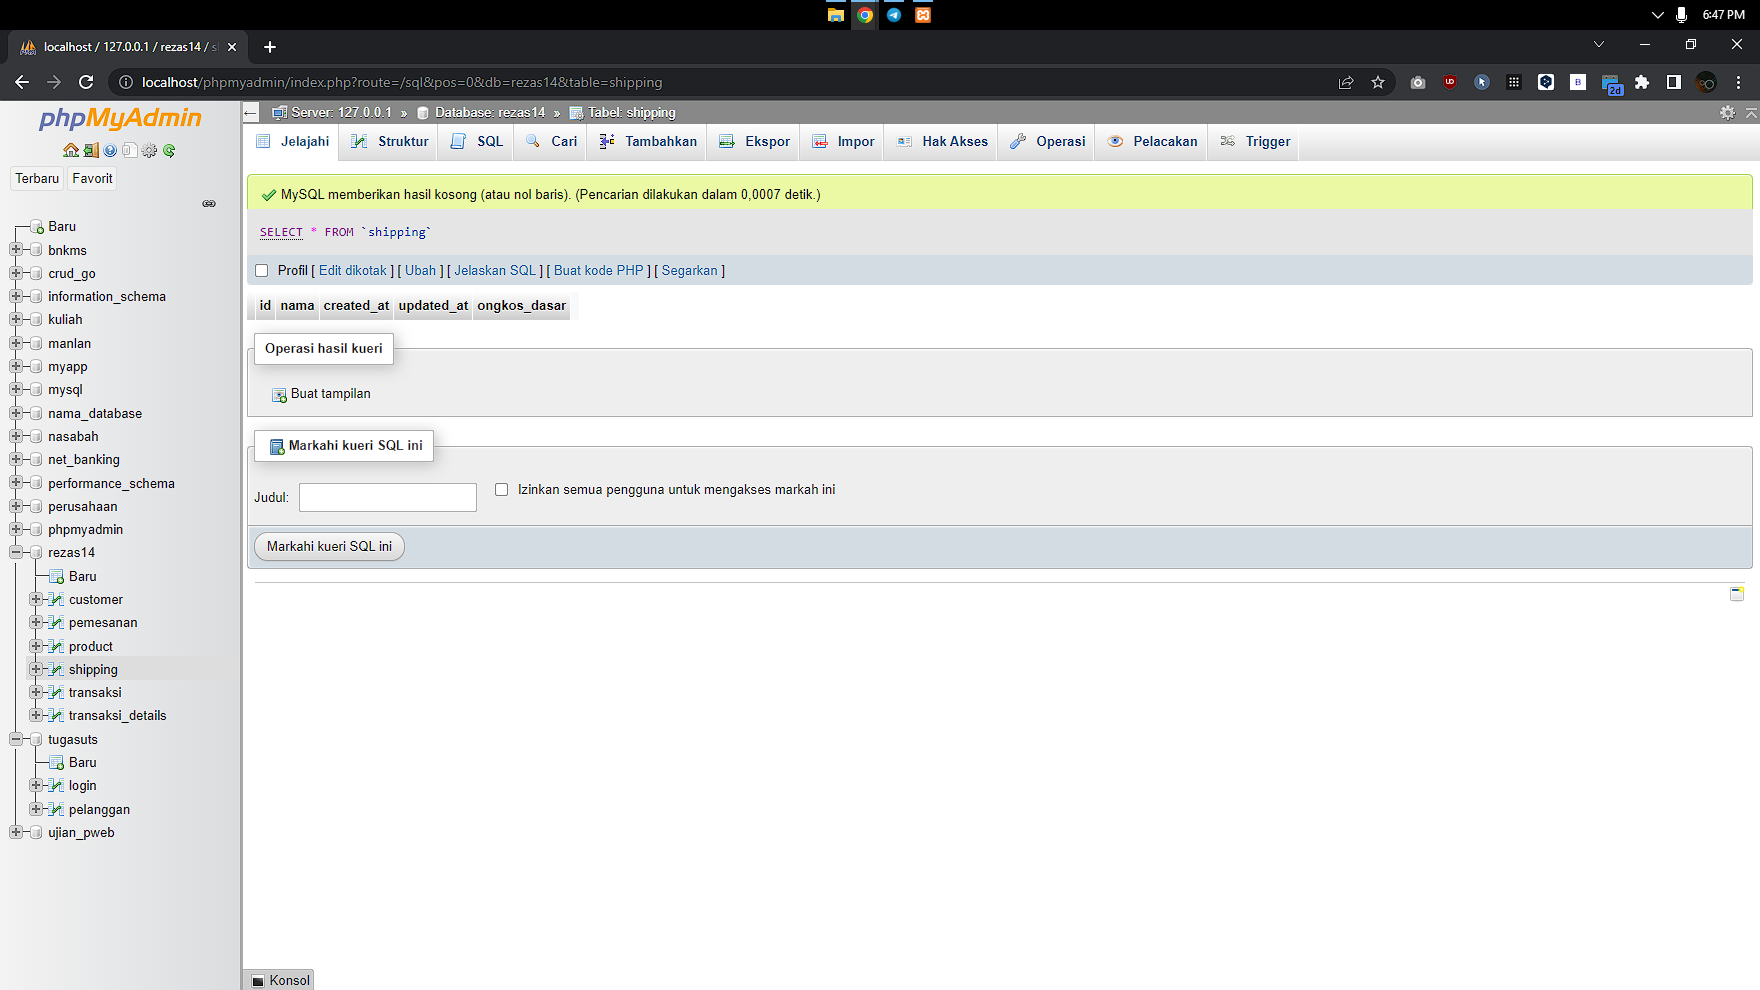 6:47 PM
localhost / 127.0.0.1 / rezas14 / s
localhost/phpmyadmin/index.php?route=/sql&pos=0&db=rezas14&table=shipping
2d
phpMyAdmin
Terbaru Favorit
Baru
bnkms
crud_go
information_schema
kuliah
manlan
myapp
mysql
nama_database
nasabah
net_banking
performance_schema
perusahaan
phpmyadmin
rezas14
Baru
customer
pemesanan
product
shipping
transaksi
transaksi_details
tugasuts
Baru
login
pelanggan
ujian_pweb
Server: 127.0.0.1 » Database: rezas14 » Tabel: shipping
Jelajahi Struktur SQL Cari Tambahkan Ekspor Impor Hak Akses Operasi Pelacakan Trigger
MySQL memberikan hasil kosong (atau nol baris). (Pencarian dilakukan dalam 0,0007 detik.)
SELECT * FROM `shipping`
Profil [ Edit dikotak ] [ Ubah ] [ Jelaskan SQL ] [ Buat kode PHP ] [ Segarkan ]
id nama created_at updated_at ongkos_dasar
Operasi hasil kueri
Buat tampilan
Markahi kueri SQL ini
Judul: Izinkan semua pengguna untuk mengakses markah ini
Markahi kueri SQL ini
Konsol